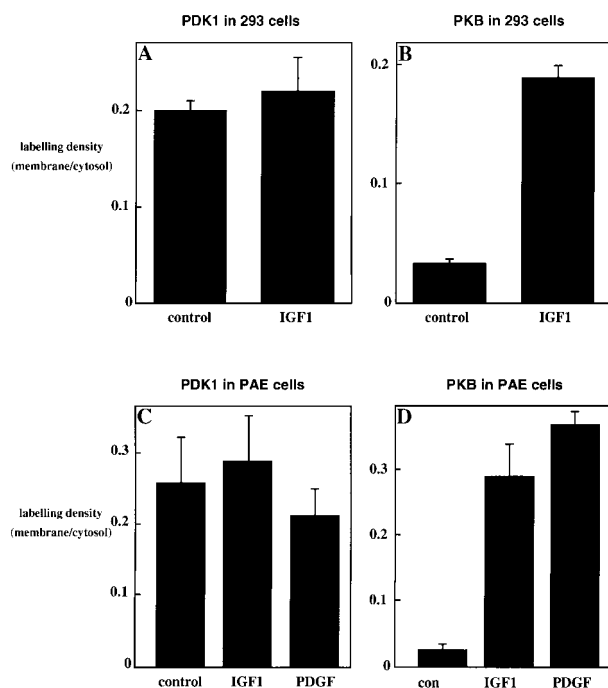 PDK1 in 293 cells
PKB in 293 cells
A
B
0.2
0.1
0
labelling density
(membrane/cytosol)
control IGF1
0.2
0.1
0
control IGF1
PDK1 in PAE cells
PKB in PAE cells
C
D
0.3
0.2
0.1
0
labelling density
(membrane/cytosol)
control IGF1 PDGF
0.3
0.2
0.1
0
con IGF1 PDGF